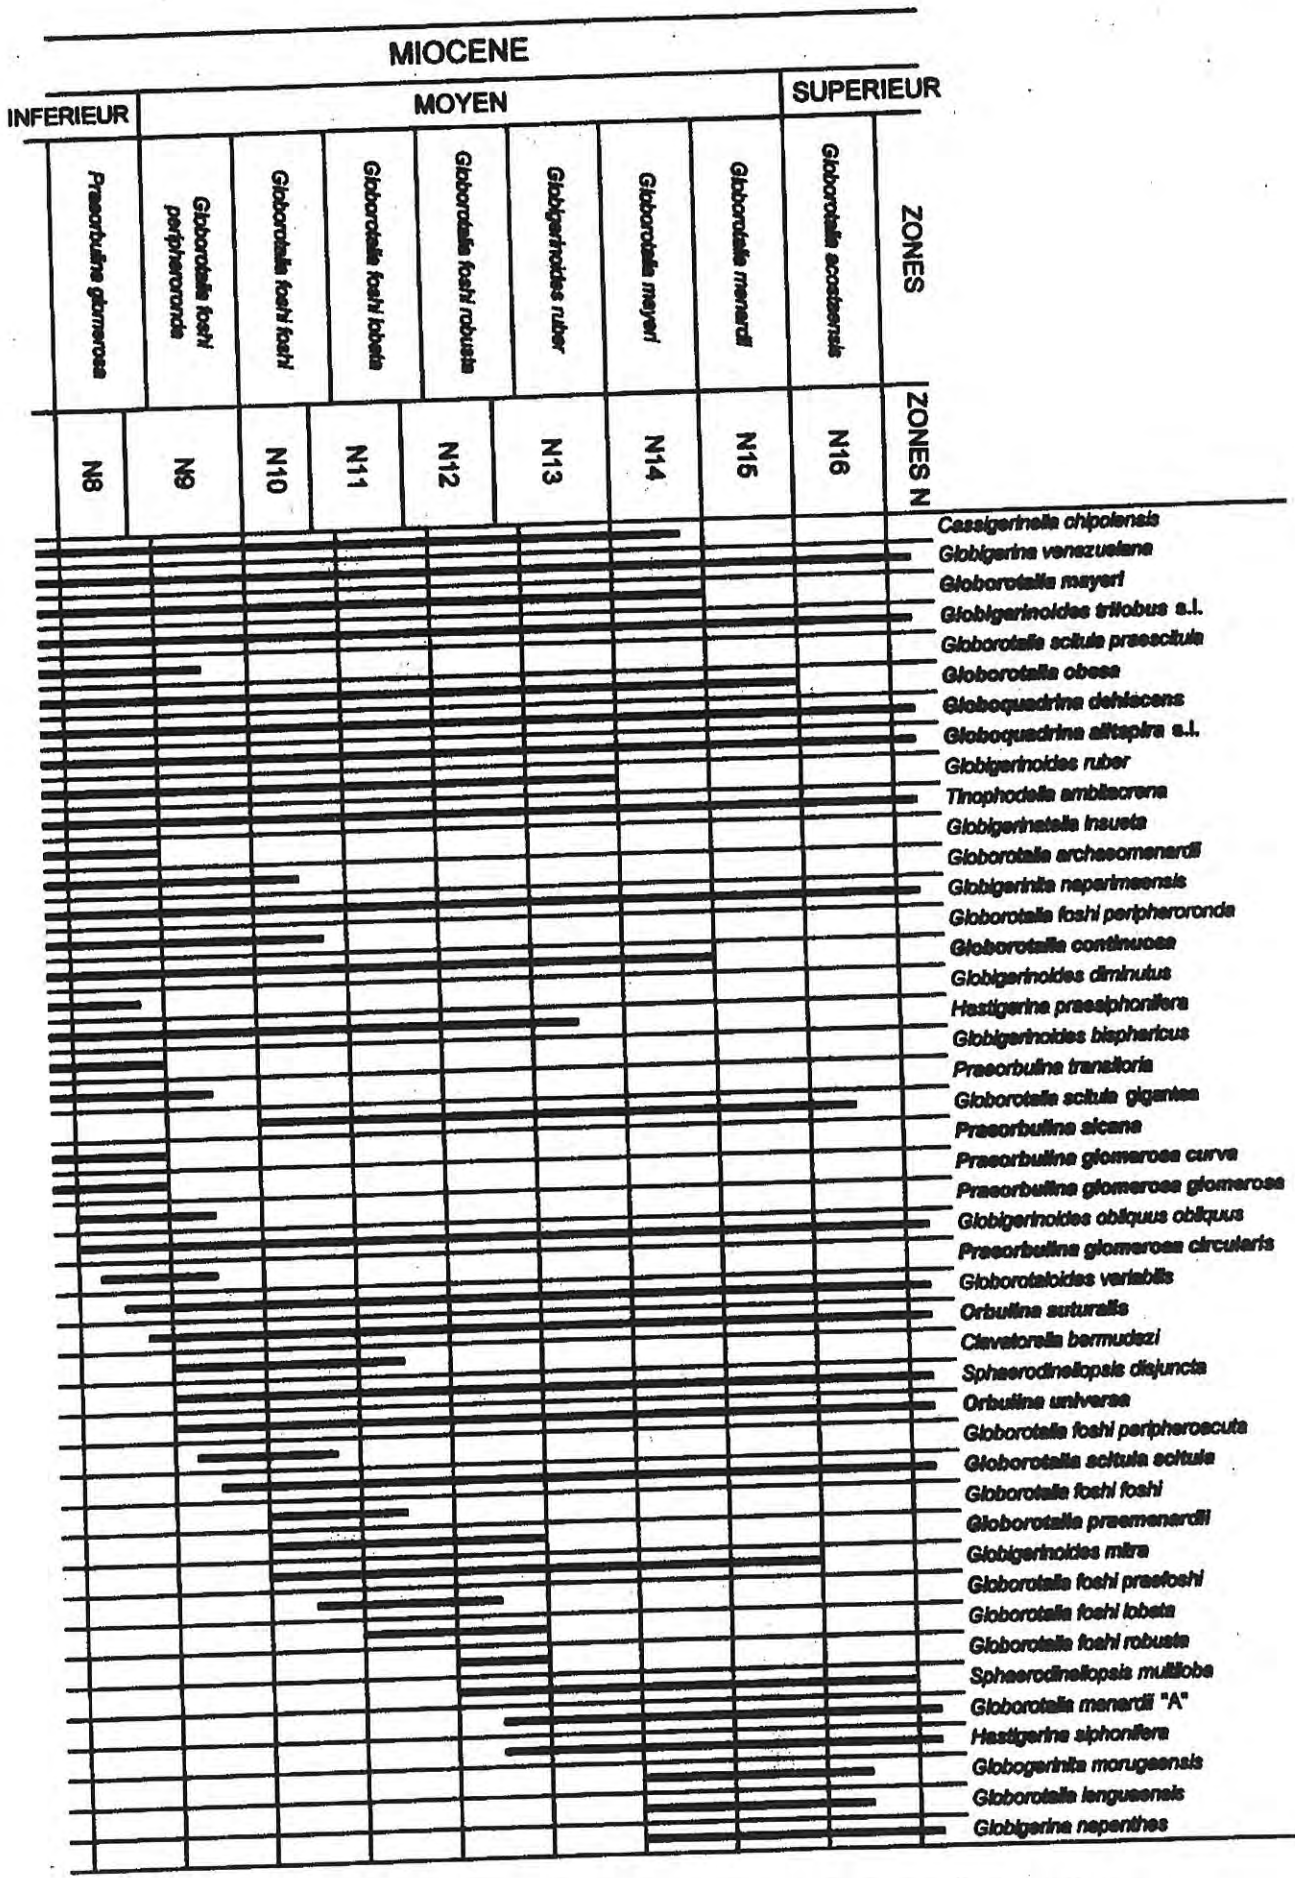 MIOCENE
INFERIEUR
MOYEN
SUPERIEUR
Praeorbulina glomerosa
Globorotalia foshi
peripheroronda
Globorotalia foshi foshi
Globorotalia foshi lobata
Globorotalia foshi robusta
Globigerinoides ruber
Globorotalia mayeri
Globorotalia menardii
Globorotalia acostaensis
ZONES
N8
N9
N10
N11
N12
N13
N14
N15
N16
ZONES N
Cassigerinella chipolensis
Globigerina venezuelana
Globorotalia mayeri
Globigerinoides trilobus s.l.
Globorotalia scitula praescitula
Globorotalia obesa
Globoquadrina dehiscens
Globoquadrina altispira s.l.
Globigerinoides ruber
Tinophodella ambitacrena
Globigerinatella insueta
Globorotalia archaeomenardii
Globigerinita naparimaensis
Globorotalia foshi peripheroronda
Globorotalia continuosa
Globigerinoides diminutus
Hastigerina praesiphonifera
Globigerinoides bisphericus
Praeorbulina transitoria
Globorotalia scitula gigantea
Praeorbulina sicana
Praeorbulina glomerosa curva
Praeorbulina glomerosa glomerosa
Globigerinoides obliquus obliquus
Praeorbulina glomerosa circularis
Globorotaloides variabilis
Orbulina suturalis
Clavatorella bermudezi
Sphaerodinellopsis disjuncta
Orbulina universa
Globorotalia foshi peripheroacuta
Globorotalia scitula scitula
Globorotalia foshi foshi
Globorotalia praemenardii
Globigerinoides mitra
Globorotalia foshi praefoshi
Globorotalia foshi lobata
Globorotalia foshi robusta
Sphaerodinellopsis multiloba
Globorotalia menardii "A"
Hastigerina siphonifera
Globogerinita morugaensis
Globorotalia lenguaensis
Globigerina nepenthes